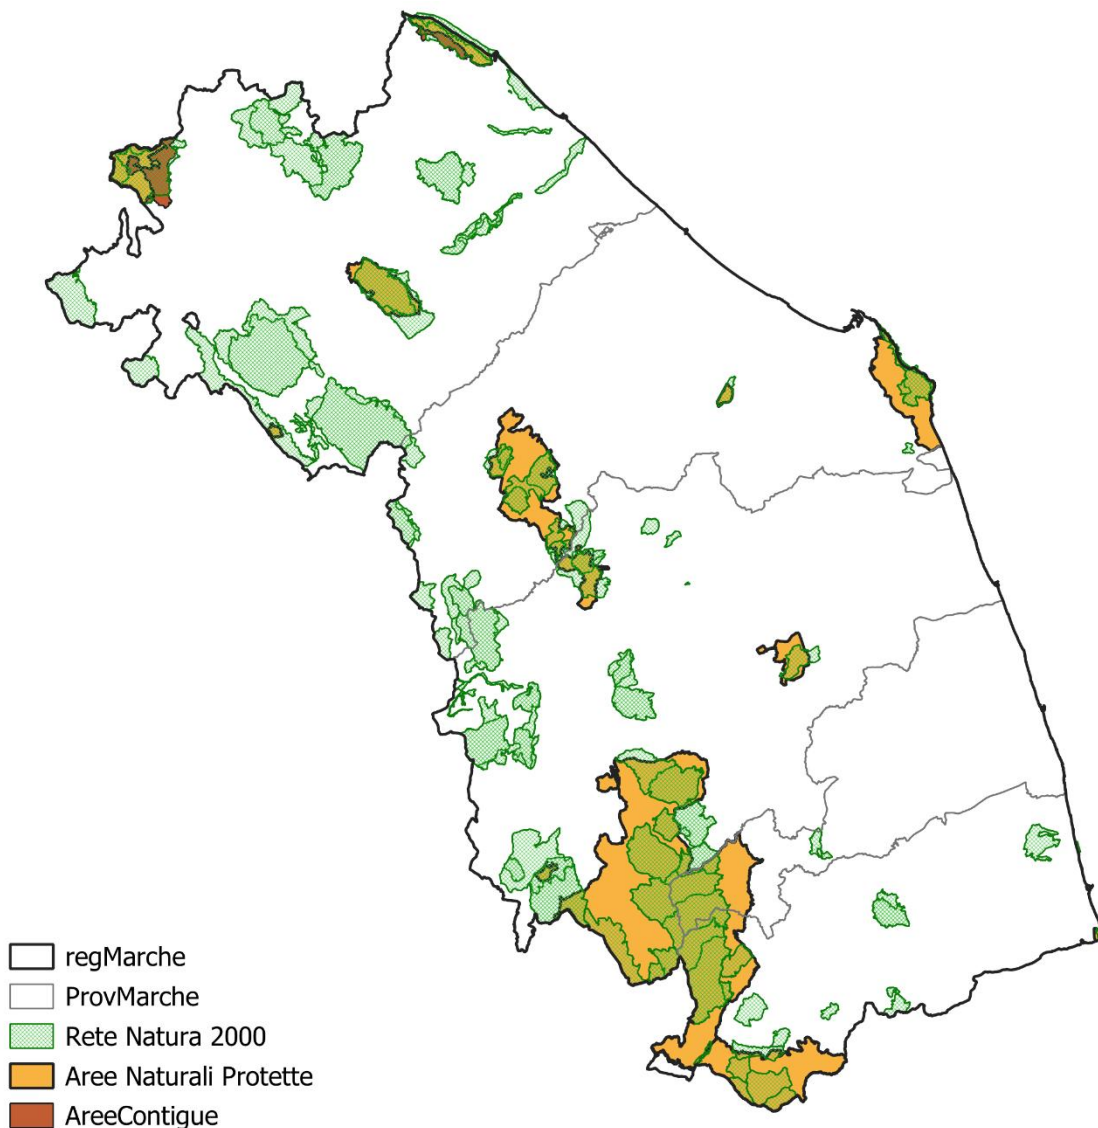 regMarche
ProvMarche
Rete Natura 2000
Aree Naturali Protette
AreeContigue